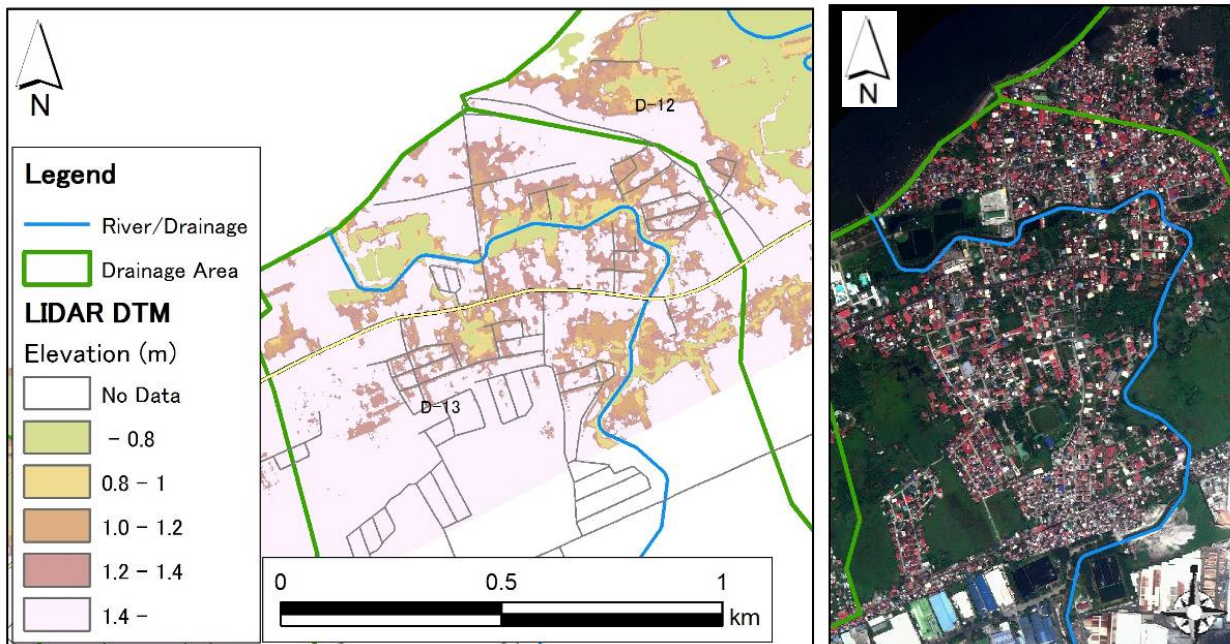 N
D-12
D-13
Legend
River/Drainage
Drainage Area
LIDAR DTM
Elevation (m)
No Data
- 0.8
0.8 - 1
1.0 - 1.2
1.2 - 1.4
1.4 -
0 0.5 1
km
N